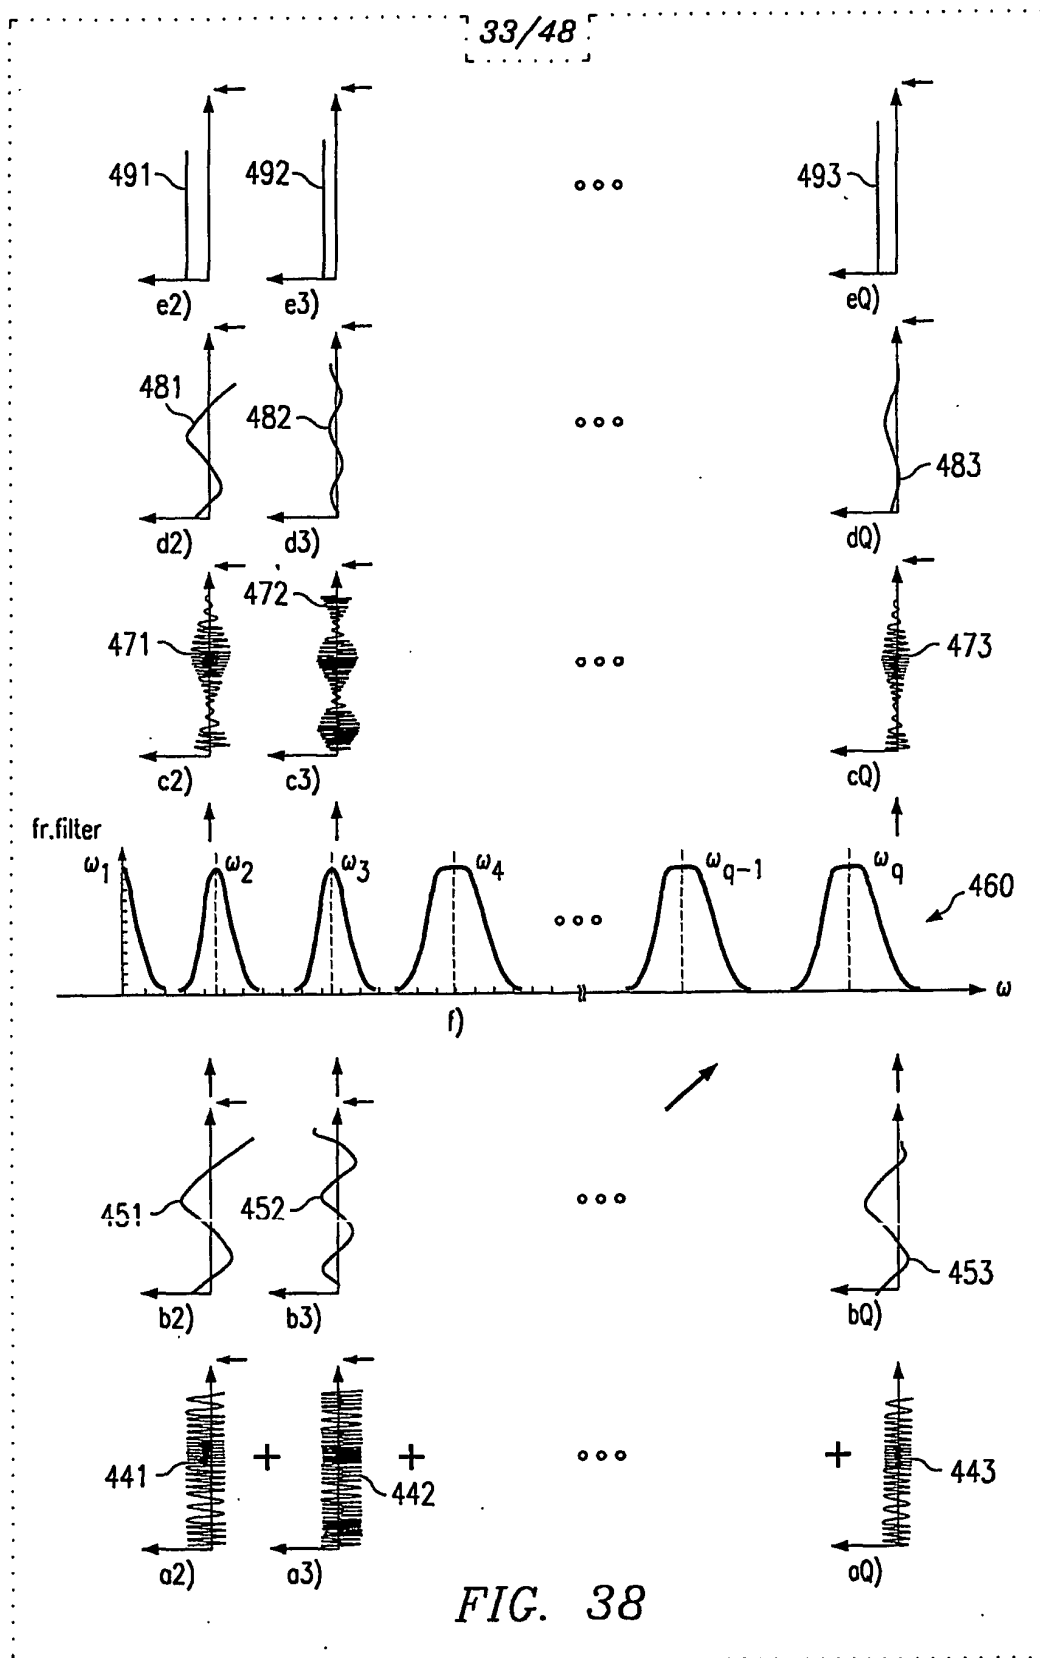 33/48
491 492 493
e2) e3) eQ)
481 482 483
d2) d3) dQ)
471 472 473
c2) c3) cQ)
fr.filter
ω1 ω2 ω3 ω4 ωq-1 ωq 460
ω
f)
451 452 453
b2) b3) bQ)
+ + +
441 442 443
a2) a3) aQ)
FIG. 38